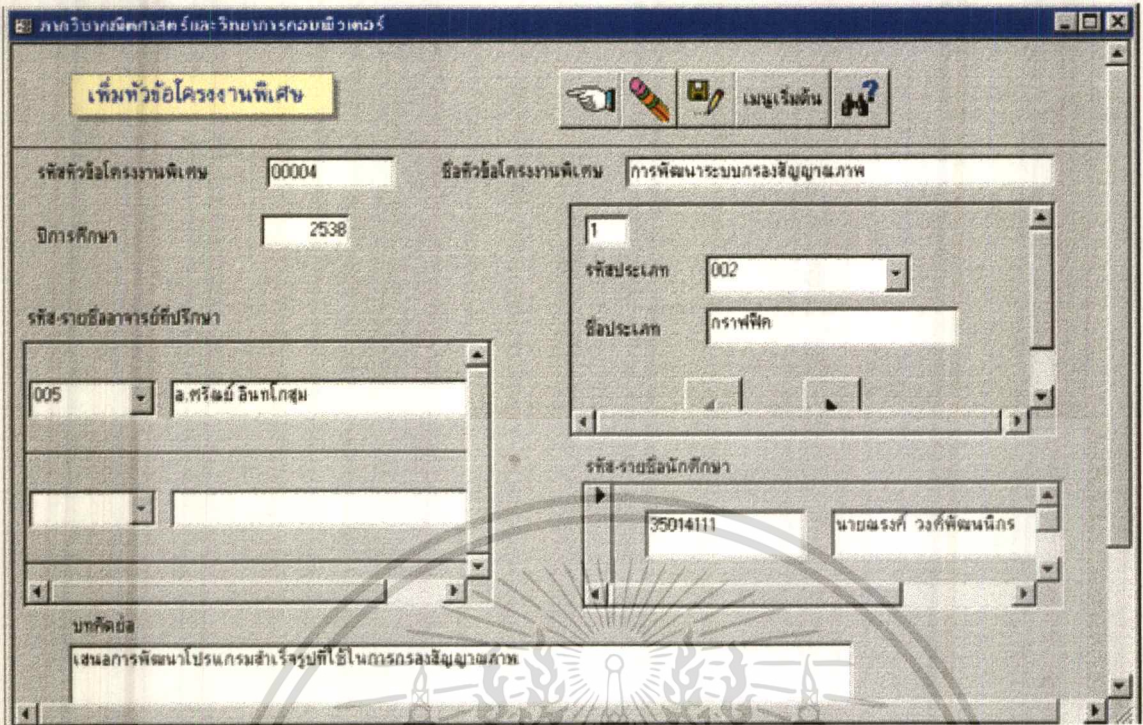 ภาควิชาคณิตศาสตร์และวิทยาการคอมพิวเตอร์
เพิ่มหัวข้อโครงงานพิเศษ
เมนูเริ่มต้น
รหัสหัวข้อโครงงานพิเศษ 00004 ชื่อหัวข้อโครงงานพิเศษ การพัฒนาระบบกรองสัญญาณภาพ
ปีการศึกษา 2538
1
รหัสประเภท 002
ชื่อประเภท กราฟฟิค
รหัส-รายชื่ออาจารย์ที่ปรึกษา
005 อ.ศรัณย์ อินทโกสุม
รหัส-รายชื่อนักศึกษา
35014111 นายณรงค์ วงศ์พัฒนนิกร
บทคัดย่อ
เสนอการพัฒนาโปรแกรมสำเร็จรูปที่ใช้ในการกรองสัญญาณภาพ